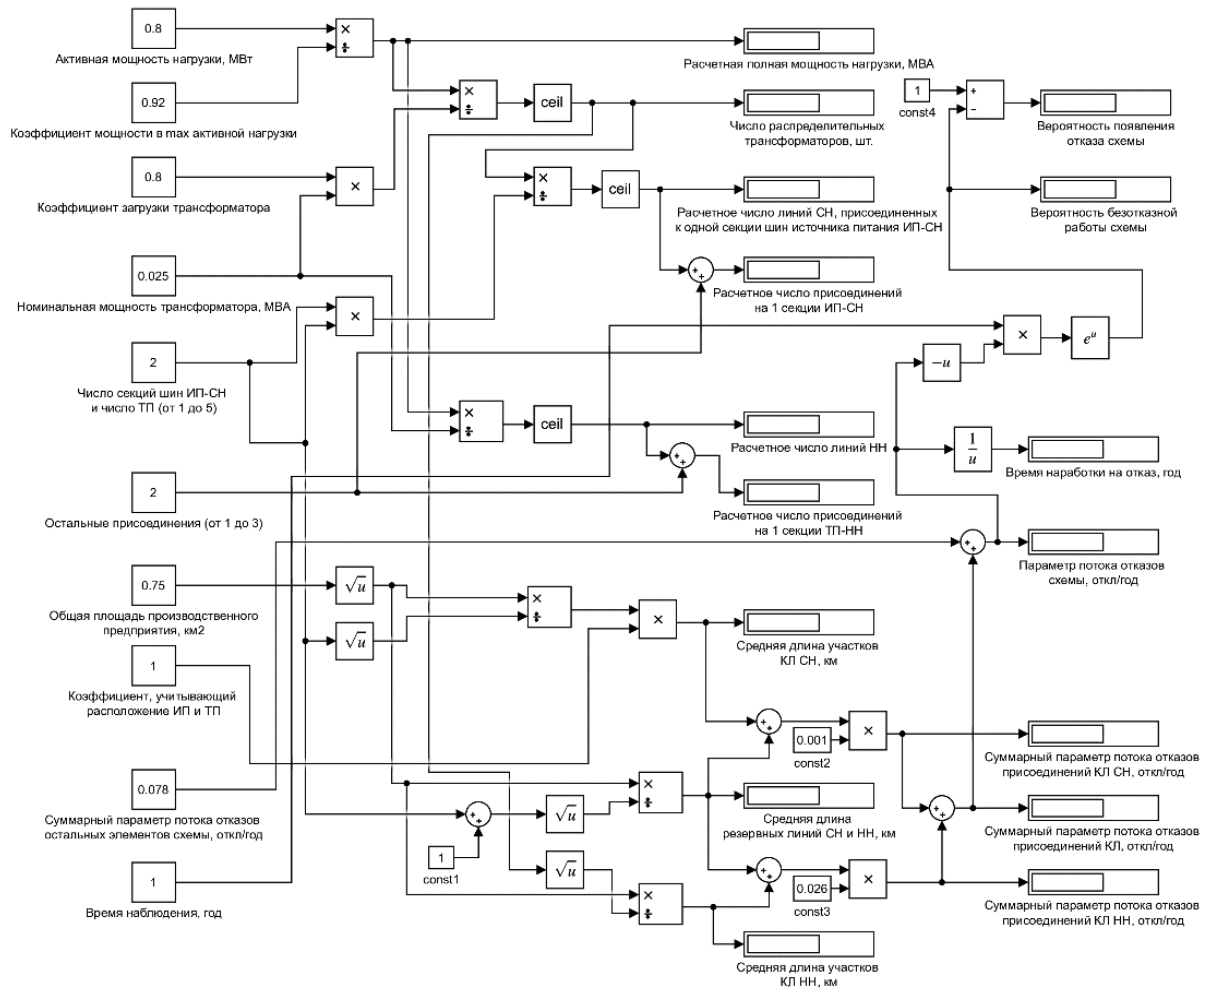 0.8
×
÷
Активная мощность нагрузки, МВт
Расчетная полная мощность нагрузки, МВА
0.92
Коэффициент мощности в max активной нагрузки
×
÷
ceil
Число распределительных
трансформаторов, шт.
1
const4
+
−
Вероятность появления
отказа схемы
0.8
Коэффициент загрузки трансформатора
×
×
÷
ceil
Расчетное число линий СН, присоединенных
к одной секции шин источника питания ИП-СН
Вероятность безотказной
работы схемы
0.025
Номинальная мощность трансформатора, МВА
+
+
Расчетное число присоединений
на 1 секции ИП-СН
×
×
eᵘ
2
Число секций шин ИП-СН
и число ТП (от 1 до 5)
−u
×
÷
ceil
Расчетное число линий НН
1
u
Время наработки на отказ, год
+
+
2
Остальные присоединения (от 1 до 3)
Расчетное число присоединений
на 1 секции ТП-НН
+
+
Параметр потока отказов
схемы, откл/год
0.75
Общая площадь производственного
предприятия, км2
√u
√u
×
÷
×
Средняя длина участков
КЛ СН, км
1
Коэффициент, учитывающий
расположение ИП и ТП
+
+
0.001
const2
×
Суммарный параметр потока отказов
присоединений КЛ СН, откл/год
0.078
Суммарный параметр потока отказов
остальных элементов схемы, откл/год
+
+
1
const1
√u
×
÷
Средняя длина
резервных линий СН и НН, км
+
+
Суммарный параметр потока отказов
присоединений КЛ, откл/год
1
Время наблюдения, год
√u
×
÷
+
+
0.026
const3
×
Суммарный параметр потока отказов
присоединений КЛ НН, откл/год
Средняя длина участков
КЛ НН, км